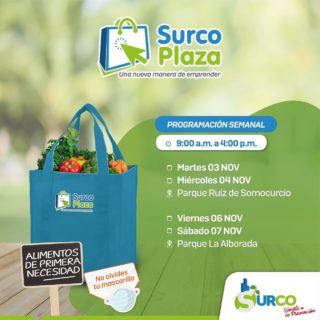 Surco
Plaza
Una nueva manera de emprender
PROGRAMACIÓN SEMANAL
9:00 a.m. a 4:00 p.m.
Martes 03 NOV
Miércoles 04 NOV
Parque Ruiz de Somocurcio
Viernes 06 NOV
Sábado 07 NOV
Parque La Alborada
Surco
Plaza
ALIMENTOS
DE PRIMERA
NECESIDAD
No olvides
tu mascarilla
SURCO